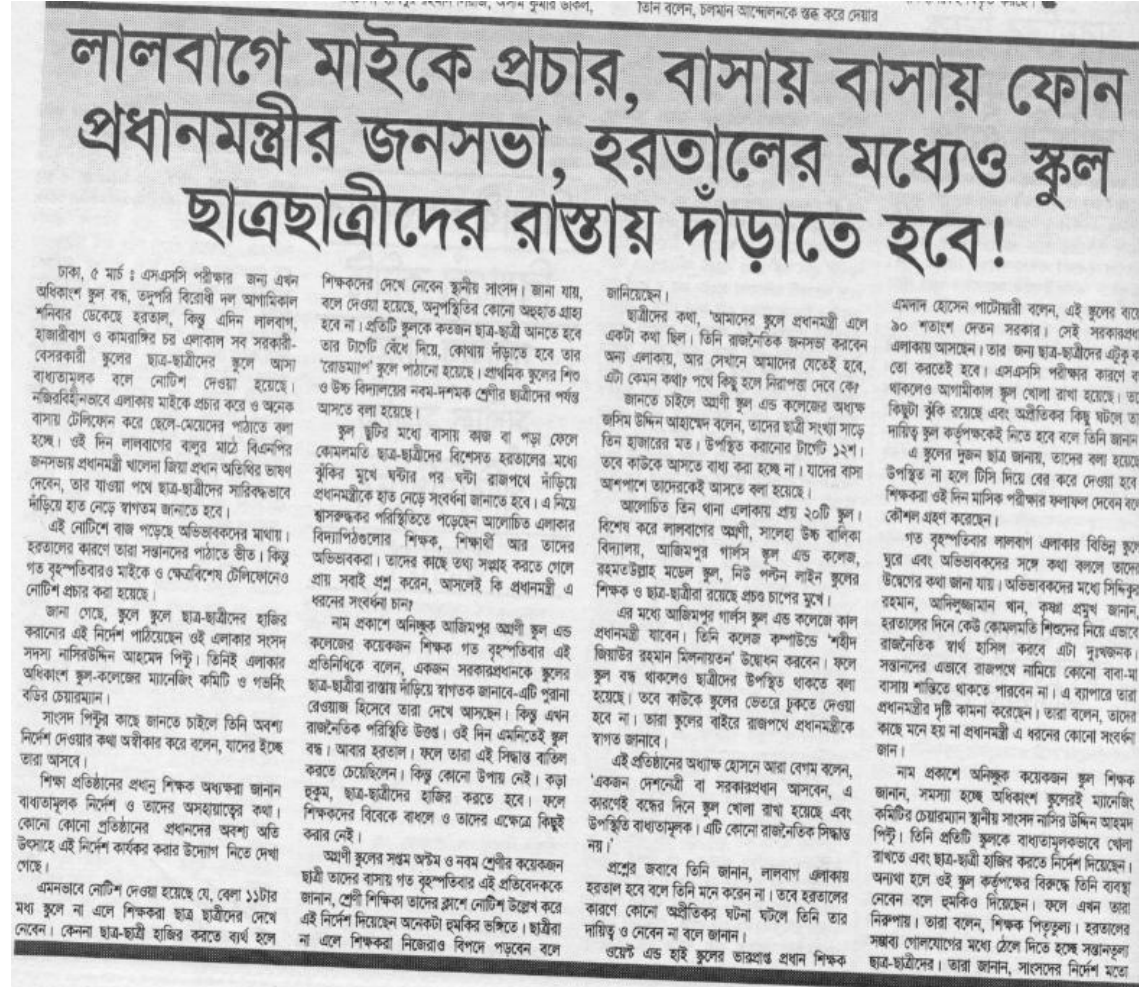 তিনি বলেন, চলমান আন্দোলনকে স্তব্ধ করে দেয়ার
লালবাগে মাইকে প্রচার, বাসায় বাসায় ফোন
প্রধানমন্ত্রীর জনসভা, হরতালের মধ্যেও স্কুল
ছাত্রছাত্রীদের রাস্তায় দাঁড়াতে হবে!
ঢাকা, ৫ মার্চ : এসএসসি পরীক্ষার জন্য এখন
অধিকাংশ স্কুল বন্ধ, তদুপরি বিরোধী দল আগামিকাল
শনিবার ডেকেছে হরতাল, কিন্তু এদিন লালবাগ,
হাজারীবাগ ও কামরাঙ্গির চর এলাকাল সব সরকারী-
বেসরকারী স্কুলের ছাত্র-ছাত্রীদের স্কুলে আসা
বাধ্যতামূলক বলে নোটিশ দেওয়া হয়েছে।
নজিরবিহীনভাবে এলাকায় মাইকে প্রচার করে ও অনেক
বাসায় টেলিফোন করে ছেলে-মেয়েদের পাঠাতে বলা
হচ্ছে। ওই দিন লালবাগের বালুর মাঠে বিএনপির
জনসভায় প্রধানমন্ত্রী খালেদা জিয়া প্রধান অতিথির ভাষণ
দেবেন, তার যাওয়া পথে ছাত্র-ছাত্রীদের সারিবদ্ধভাবে
দাঁড়িয়ে হাত নেড়ে স্বাগতম জানাতে হবে।
এই নোটিশে বাজ পড়েছে অভিভাবকদের মাথায়।
হরতালের কারণে তারা সন্তানদের পাঠাতে ভীত। কিন্তু
গত বৃহস্পতিবারও মাইকে ও ক্ষেত্রবিশেষ টেলিফোনেও
নোটিশ প্রচার করা হয়েছে।
জানা গেছে, স্কুলে স্কুলে ছাত্র-ছাত্রীদের হাজির
করানোর এই নির্দেশ পাঠিয়েছেন ওই এলাকার সংসদ
সদস্য নাসিরউদ্দিন আহমেদ পিন্টু। তিনিই এলাকার
অধিকাংশ স্কুল-কলেজের ম্যানেজিং কমিটি ও গভর্নিং
বডির চেয়ারম্যান।
সাংসদ পিন্টুর কাছে জানতে চাইলে তিনি অবশ্য
নির্দেশ দেওয়ার কথা অস্বীকার করে বলেন, যাদের ইচ্ছে
তারা আসবে।
শিক্ষা প্রতিষ্ঠানের প্রধান শিক্ষক অধ্যক্ষরা জানান
বাধ্যতামূলক নির্দেশ ও তাদের অসহায়ত্বের কথা।
কোনো কোনো প্রতিষ্ঠানের প্রধানদের অবশ্য অতি
উৎসাহে এই নির্দেশ কার্যকর করার উদ্যোগ নিতে দেখা
গেছে।
এমনভাবে নোটিশ দেওয়া হয়েছে যে, বেলা ১১টার
মধ্য স্কুলে না এলে শিক্ষকরা ছাত্র ছাত্রীদের দেখে
নেবেন। কেননা ছাত্র-ছাত্রী হাজির করতে ব্যর্থ হলে
শিক্ষকদের দেখে নেবেন স্থানীয় সাংসদ। জানা যায়,
বলে দেওয়া হয়েছে, অনুপস্থিতির কোনো অজুহাত গ্রাহ্য
হবে না। প্রতিটি স্কুলকে কতজন ছাত্র-ছাত্রী আনতে হবে
তার টার্গেট বেঁধে দিয়ে, কোথায় দাঁড়াতে হবে তার
'রোডম্যাপ' স্কুলে পাঠানো হয়েছে। প্রাথমিক স্কুলের শিশু
ও উচ্চ বিদ্যালয়ের নবম-দশমক শ্রেণীর ছাত্রীদের পর্যন্ত
আসতে বলা হয়েছে।
স্কুল ছুটির মধ্যে বাসায় কাজ বা পড়া ফেলে
কোমলমতি ছাত্র-ছাত্রীদের বিশেষত হরতালের মধ্যে
ঝুঁকির মুখে ঘন্টার পর ঘন্টা রাজপথে দাঁড়িয়ে
প্রধানমন্ত্রীকে হাত নেড়ে সংবর্ধনা জানাতে হবে। এ নিয়ে
শ্বাসরুদ্ধকর পরিস্থিতিতে পড়েছেন আলোচিত এলাকার
বিদ্যাপিঠগুলোর শিক্ষক, শিক্ষার্থী আর তাদের
অভিভাবকরা। তাদের কাছে তথ্য সংগ্রহ করতে গেলে
প্রায় সবাই প্রশ্ন করেন, আসলেই কি প্রধানমন্ত্রী এ
ধরনের সংবর্ধনা চান?
নাম প্রকাশে অনিচ্ছুক আজিমপুর অগ্রণী স্কুল এন্ড
কলেজের কয়েকজন শিক্ষক গত বৃহস্পতিবার এই
প্রতিনিধিকে বলেন, একজন সরকারপ্রধানকে স্কুলের
ছাত্র-ছাত্রীরা রাস্তায় দাঁড়িয়ে স্বাগতক জানাবে-এটি পুরানা
রেওয়াজ হিসেবে তারা দেখে আসছেন। কিন্তু এখন
রাজনৈতিক পরিস্থিতি উত্তপ্ত। ওই দিন এমনিতেই স্কুল
বন্ধ। আবার হরতাল। ফলে তারা এই সিদ্ধান্ত বাতিল
করতে চেয়েছিলেন। কিন্তু কোনো উপায় নেই। কড়া
হুকুম, ছাত্র-ছাত্রীদের হাজির করতে হবে। ফলে
শিক্ষকদের বিবেকে বাধলে ও তাদের এক্ষেত্রে কিছুই
করার নেই।
অগ্রণী স্কুলের সপ্তম অস্টম ও নবম শ্রেণীর কয়েকজন
ছাত্রী তাদের বাসায় গত বৃহস্পতিবার এই প্রতিবেদককে
জানান, শ্রেণী শিক্ষিকা তাদের ক্লাশে নোটিশ উল্লেখ করে
এই নির্দেশ দিয়েছেন অনেকটা হুমকির ভঙ্গিতে। ছাত্রীরা
না এলে শিক্ষকরা নিজেরাও বিপদে পড়বেন বলে
জানিয়েছেন।
ছাত্রীদের কথা, 'আমাদের স্কুলে প্রধানমন্ত্রী এলে
একটা কথা ছিল। তিনি রাজনৈতিক জনসভা করবেন
অন্য এলাকায়, আর সেখানে আমাদের যেতেই হবে,
এটা কেমন কথা? পথে কিছু হলে নিরাপত্তা দেবে কে?
জানতে চাইলে অগ্রণী স্কুল এন্ড কলেজের অধ্যক্ষ
জসিম উদ্দিন আহাম্মেদ বলেন, তাদের ছাত্রী সংখ্যা সাড়ে
তিন হাজারের মত। উপস্থিত করানোর টার্গেট ১২শ।
তবে কাউকে আসতে বাধ্য করা হচ্ছে না। যাদের বাসা
আশপাশে তাদেরকেই আসতে বলা হয়েছে।
আলোচিত তিন থানা এলাকায় প্রায় ২০টি স্কুল।
বিশেষ করে লালবাগের অগ্রণী, সালেহা উচ্চ বালিকা
বিদ্যালয়, আজিমপুর গার্লস স্কুল এন্ড কলেজ,
রহমতউল্লাহ মডেল স্কুল, নিউ পল্টন লাইন স্কুলের
শিক্ষক ও ছাত্র-ছাত্রীরা রয়েছে প্রচণ্ড চাপের মুখে।
এর মধ্যে আজিমপুর গার্লস স্কুল এন্ড কলেজে কাল
প্রধানমন্ত্রী যাবেন। তিনি কলেজ কম্পাউন্ডে 'শহীদ
জিয়াউর রহমান মিলনায়তন' উদ্বোধন করবেন। ফলে
স্কুল বন্ধ থাকলেও ছাত্রীদের উপস্থিত থাকতে বলা
হয়েছে। তবে কাউকে স্কুলের ভেতরে ঢুকতে দেওয়া
হবে না। তারা স্কুলের বাইরে রাজপথে প্রধানমন্ত্রীকে
স্বাগত জানাবে।
এই প্রতিষ্ঠানের অধ্যাক্ষ হোসনে আরা বেগম বলেন,
'একজন দেশনেত্রী বা সরকারপ্রধান আসবেন, এ
কারণেই বন্ধের দিনে স্কুল খোলা রাখা হয়েছে এবং
উপস্থিতি বাধ্যতামূলক। এটি কোনো রাজনৈতিক সিদ্ধান্ত
নয়।'
প্রশ্নের জবাবে তিনি জানান, লালবাগ এলাকায়
হরতাল হবে বলে তিনি মনে করেন না। তবে হরতালের
কারণে কোনো অপ্রীতিকর ঘটনা ঘটলে তিনি তার
দায়িত্ব ও নেবেন না বলে জানান।
ওয়েস্ট এন্ড হাই স্কুলের ভারপ্রাপ্ত প্রধান শিক্ষক
এমদাল হোসেন পাটোয়ারী বলেন, এই স্কুলের
৯০ শতাংশ দেতন সরকার। সেই সরকারপ্রধান
এলাকায় আসছেন। তার জন্য ছাত্র-ছাত্রীদের এটুকু
তো করতেই হবে। এসএসসি পরীক্ষার কারণে
থাকলেও আগামীকাল স্কুল খোলা রাখা হয়েছে।
কিছুটা ঝুঁকি রয়েছে এবং অপ্রীতিকর কিছু ঘটলে
দায়িত্ব স্কুল কর্তৃপক্ষকেই নিতে হবে বলে তিনি জানান
এ স্কুলের দুজন ছাত্র জানায়, তাদের বলা হয়েছে
উপস্থিত না হলে টিসি দিয়ে বের করে দেওয়া হবে
শিক্ষকরা ওই দিন মাসিক পরীক্ষার ফলাফল দেবেন বলে
কৌশল গ্রহণ করেছেন।
গত বৃহস্পতিবার লালবাগ এলাকার বিভিন্ন স্কুলে
ঘুরে এবং অভিভাবকদের সঙ্গে কথা বললে তাদের
উদ্বেগের কথা জানা যায়। অভিভাবকদের মধ্যে সিদ্দিকুর
রহমান, আদিলুজ্জামান খান, কৃষ্ণা প্রমুখ জানান,
হরতালের দিনে কেউ কোমলমতি শিশুদের নিয়ে এভাবে
রাজনৈতিক স্বার্থ হাসিল করবে এটা দুঃখজনক।
সন্তানদের এভাবে রাজপথে নামিয়ে কোনো বাবা-মা
বাসায় শান্তিতে থাকতে পারবেন না। এ ব্যাপারে তারা
প্রধানমন্ত্রীর দৃষ্টি কামনা করেছেন। তারা বলেন, তাদের
কাছে মনে হয় না প্রধানমন্ত্রী এ ধরনের কোনো সংবর্ধনা
জান।
নাম প্রকাশে অনিচ্ছুক কয়েকজন স্কুল শিক্ষক
জানান, সমস্যা হচ্ছে অধিকাংশ স্কুলেরই ম্যানেজিং
কমিটির চেয়ারম্যান স্থানীয় সাংসদ নাসির উদ্দিন আহমদ
পিন্টু। তিনি প্রতিটি স্কুলকে বাধ্যতামূলকভাবে খোলা
রাখতে এবং ছাত্র-ছাত্রী হাজির করতে নির্দেশ দিয়েছেন।
অন্যথা হলে ওই স্কুল কর্তৃপক্ষের বিরুদ্ধে তিনি ব্যবস্থা
নেবেন বলে হুমকিও দিয়েছেন। ফলে এখন তারা
নিরুপায়। তারা বলেন, শিক্ষক পিতৃতুল্য। হরতালের
সম্ভাব্য গোলযোগের মধ্যে ঠেলে দিতে হচ্ছে সন্তানতুল্য
ছাত্র-ছাত্রীদের। তারা জানান, সাংসদের নির্দেশ মতো